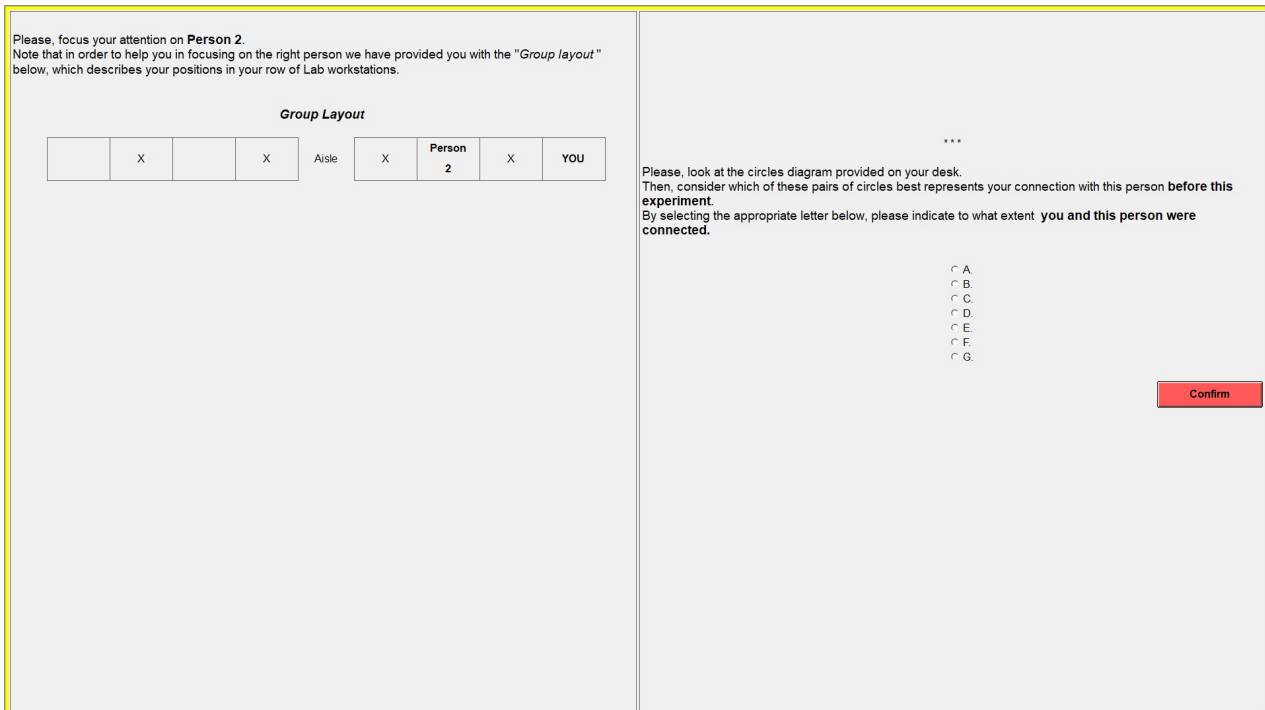 Please, focus your attention on Person 2.
Note that in order to help you in focusing on the right person we have provided you with the "Group layout "
below, which describes your positions in your row of Lab workstations.
Group Layout
X X Aisle X Person 2 X YOU
* * *
Please, look at the circles diagram provided on your desk.
Then, consider which of these pairs of circles best represents your connection with this person before this
experiment.
By selecting the appropriate letter below, please indicate to what extent you and this person were
connected.
A.
B.
C.
D.
E.
F.
G.
Confirm